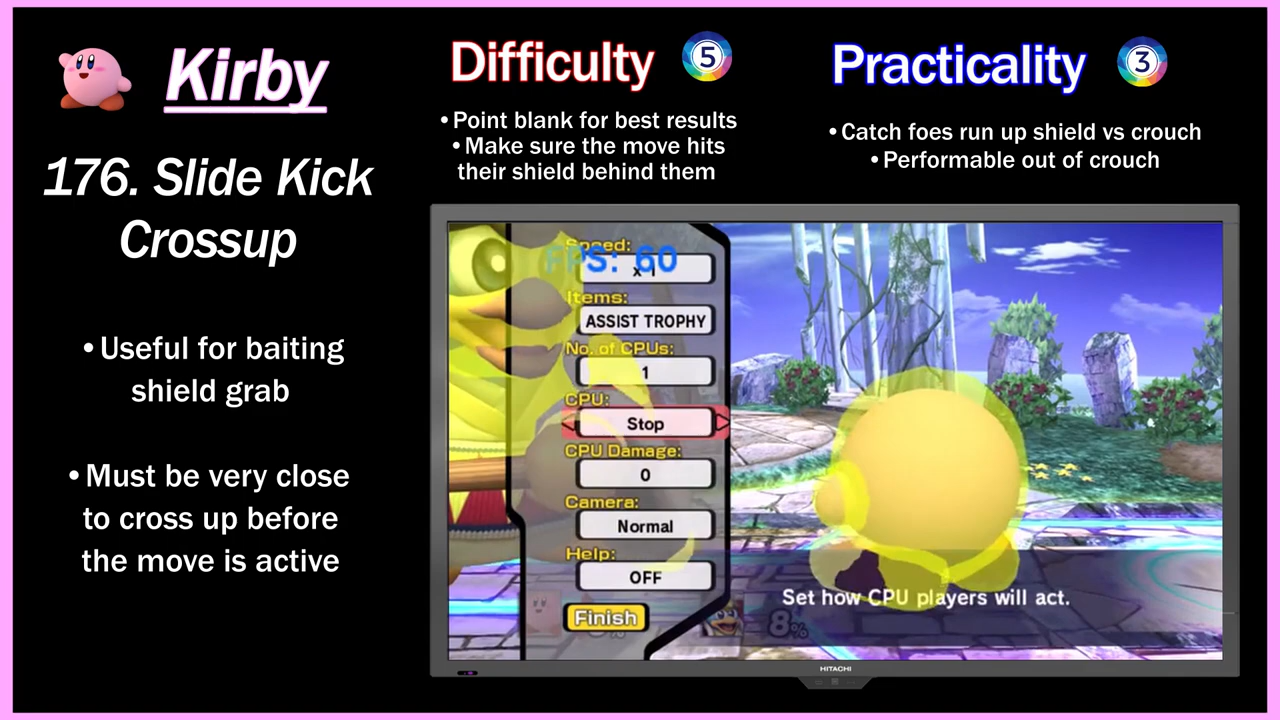 Kirby
176. Slide Kick
Crossup
•Useful for baiting
shield grab
•Must be very close
to cross up before
the move is active
Difficulty
5
•Point blank for best results
•Make sure the move hits
their shield behind them
Practicality
3
•Catch foes run up shield vs crouch
•Performable out of crouch
Speed:
FPS: 60
x 1
Items:
ASSIST TROPHY
No. of CPUs:
1
CPU:
Stop
CPU Damage:
0
Camera:
Normal
Help:
OFF
Finish
Set how CPU players will act.
8%
HITACHI